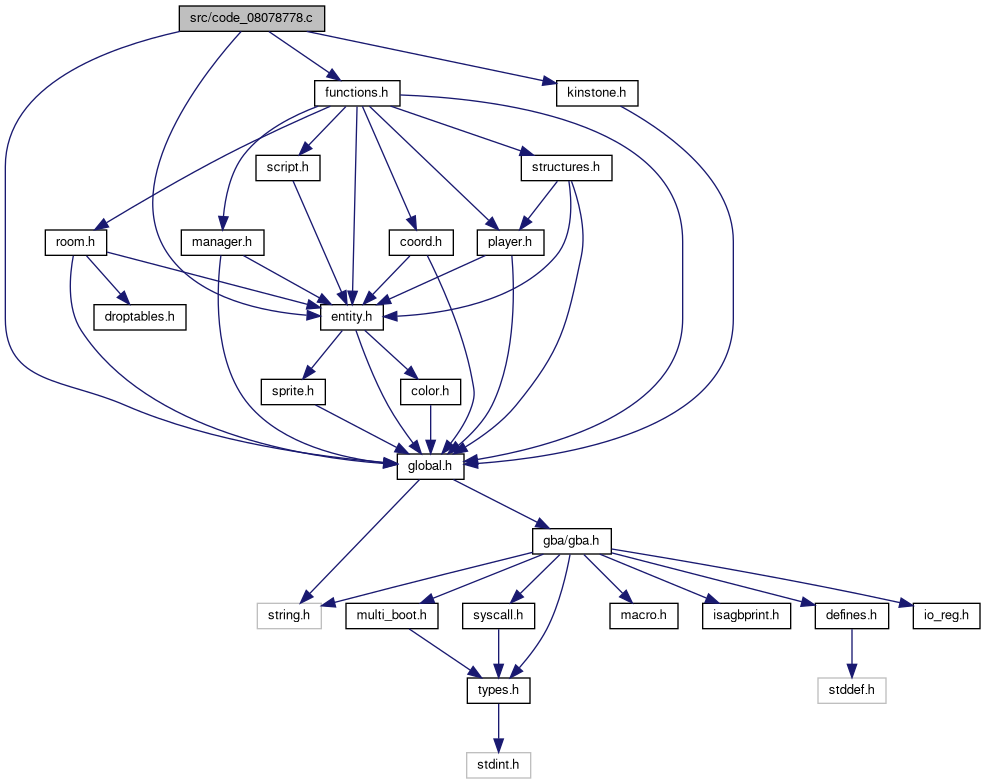 src/code_08078778.c
functions.h
kinstone.h
script.h
structures.h
room.h
manager.h
coord.h
player.h
droptables.h
entity.h
sprite.h
color.h
global.h
gba/gba.h
string.h
multi_boot.h
syscall.h
macro.h
isagbprint.h
defines.h
io_reg.h
types.h
stddef.h
stdint.h